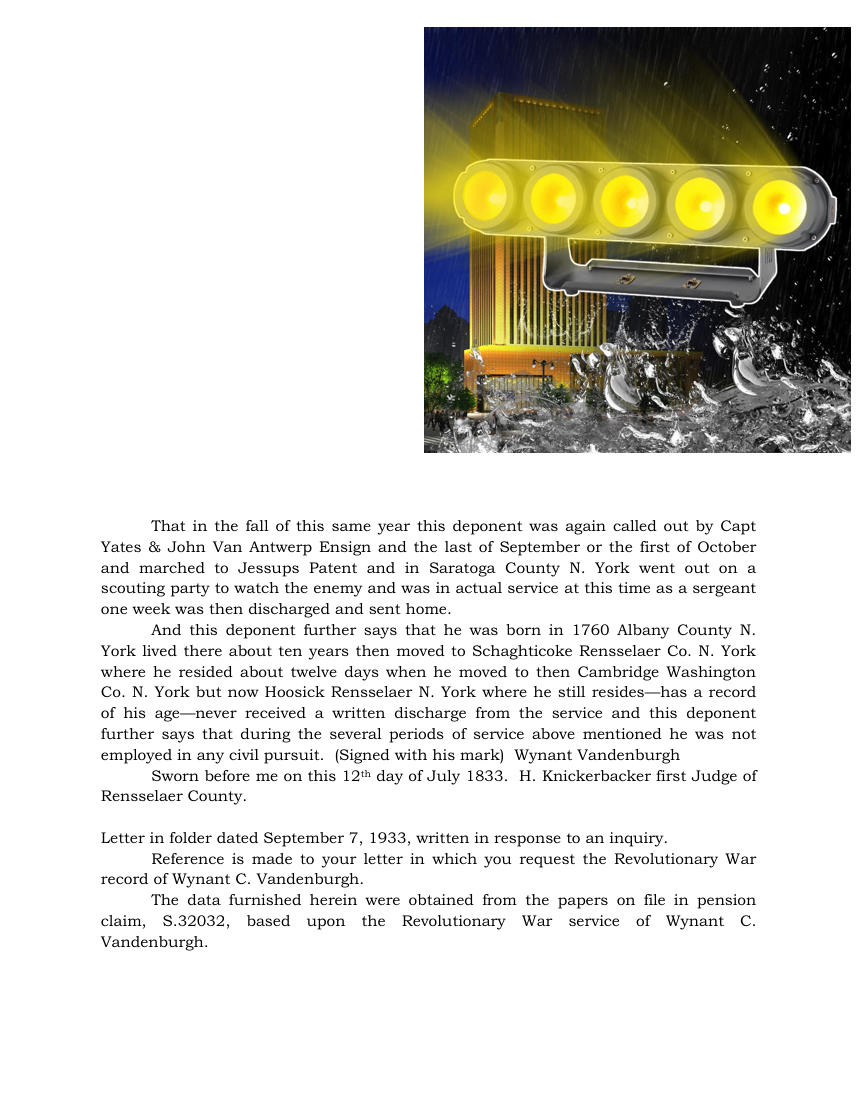 That in the fall of this same year this deponent was again called out by Capt
Yates & John Van Antwerp Ensign and the last of September or the first of October
and marched to Jessups Patent and in Saratoga County N. York went out on a
scouting party to watch the enemy and was in actual service at this time as a sergeant
one week was then discharged and sent home.
And this deponent further says that he was born in 1760 Albany County N.
York lived there about ten years then moved to Schaghticoke Rensselaer Co. N. York
where he resided about twelve days when he moved to then Cambridge Washington
Co. N. York but now Hoosick Rensselaer N. York where he still resides—has a record
of his age—never received a written discharge from the service and this deponent
further says that during the several periods of service above mentioned he was not
employed in any civil pursuit. (Signed with his mark) Wynant Vandenburgh
Sworn before me on this 12th day of July 1833. H. Knickerbacker first Judge of
Rensselaer County.
Letter in folder dated September 7, 1933, written in response to an inquiry.
Reference is made to your letter in which you request the Revolutionary War
record of Wynant C. Vandenburgh.
The data furnished herein were obtained from the papers on file in pension
claim, S.32032, based upon the Revolutionary War service of Wynant C.
Vandenburgh.